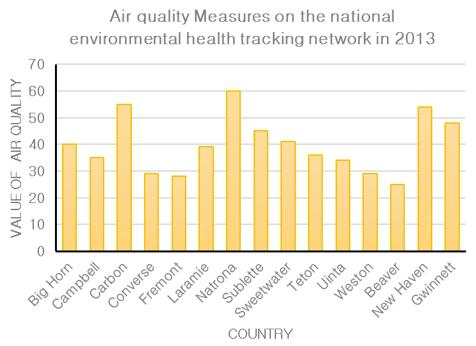 Air quality Measures on the national
environmental health tracking network in 2013
VALUE OF AIR QUALITY
70
60
50
40
30
20
10
0
Big Horn
Campbell
Carbon
Converse
Fremont
Laramie
Natrona
Sublette
Sweetwater
Teton
Uinta
Weston
Beaver
New Haven
Gwinnett
COUNTRY